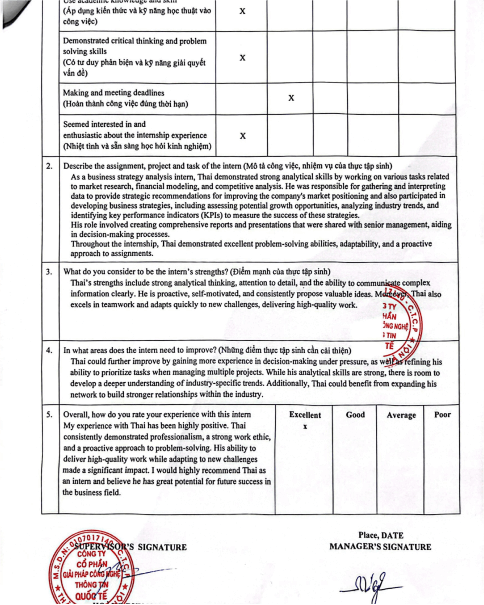 Use academic knowledge and skill
(Áp dụng kiến thức và kỹ năng học thuật vào
công việc)
X
Demonstrated critical thinking and problem
solving skills
(Có tư duy phản biện và kỹ năng giải quyết
vấn đề)
X
Making and meeting deadlines
(Hoàn thành công việc đúng thời hạn)
X
Seemed interested in and
enthusiastic about the internship experience
(Nhiệt tình và sẵn sàng học hỏi kinh nghiệm)
X
2. Describe the assignment, project and task of the intern (Mô tả công việc, nhiệm vụ của thực tập sinh)
As a business strategy analysis intern, Thai demonstrated strong analytical skills by working on various tasks related
to market research, financial modeling, and competitive analysis. He was responsible for gathering and interpreting
data to provide strategic recommendations for improving the company's market positioning and also participated in
developing business strategies, including assessing potential growth opportunities, analyzing industry trends, and
identifying key performance indicators (KPIs) to measure the success of these strategies.
His role involved creating comprehensive reports and presentations that were shared with senior management, aiding
in decision-making processes.
Throughout the internship, Thai demonstrated excellent problem-solving abilities, adaptability, and a proactive
approach to assignments.
3. What do you consider to be the intern's strengths? (Điểm mạnh của thực tập sinh)
Thai's strengths include strong analytical thinking, attention to detail, and the ability to communicate complex
information clearly. He is proactive, self-motivated, and consistently propose valuable ideas. Moreover, Thai also
excels in teamwork and adapts quickly to new challenges, delivering high-quality work.
G TY
PHẦN
ÔNG NGHỆ
TIN
TẾ
4. In what areas does the intern need to improve? (Những điểm thực tập sinh cần cải thiện)
Thai could further improve by gaining more experience in decision-making under pressure, as well as refining his
ability to prioritize tasks when managing multiple projects. While his analytical skills are strong, there is room to
develop a deeper understanding of industry-specific trends. Additionally, Thai could benefit from expanding his
network to build stronger relationships within the industry.
5. Overall, how do you rate your experience with this intern
My experience with Thai has been highly positive. Thai
consistently demonstrated professionalism, a strong work ethic,
and a proactive approach to problem-solving. His ability to
deliver high-quality work while adapting to new challenges
made a significant impact. I would highly recommend Thai as
an intern and believe he has great potential for future success in
the business field.
Excellent Good Average Poor
x
Place, DATE
SUPERVISOR'S SIGNATURE MANAGER'S SIGNATURE
CÔNG TY
CỔ PHẦN
GIẢI PHÁP CÔNG NGHỆ
THÔNG TIN
QUỐC TẾ